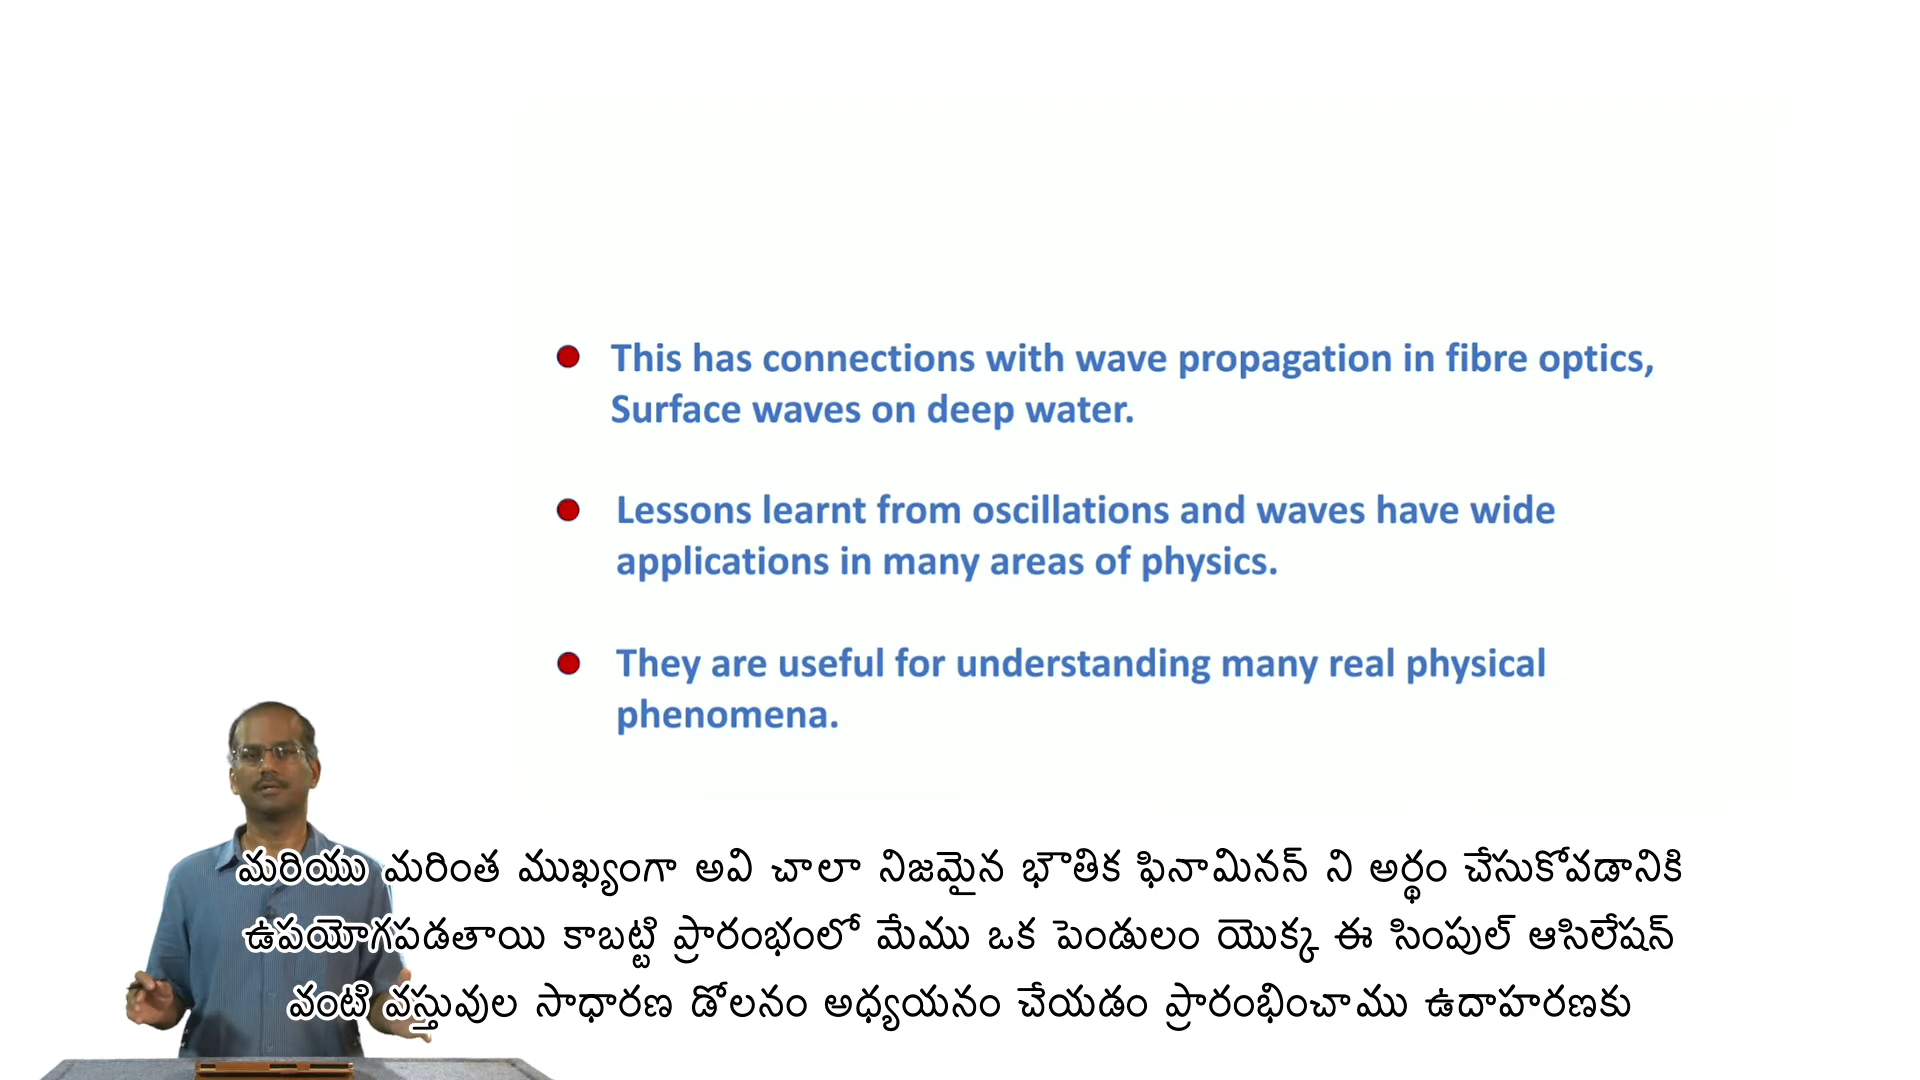 This has connections with wave propagation in fibre optics,
Surface waves on deep water.
Lessons learnt from oscillations and waves have wide
applications in many areas of physics.
They are useful for understanding many real physical
phenomena.
మరియు మరింత ముఖ్యంగా అవి చాలా నిజమైన భౌతిక ఫినామినన్ ని అర్థం చేసుకోవడానికి
ఉపయోగపడతాయి కాబట్టి ప్రారంభంలో మేము ఒక పెండులం యొక్క ఈ సింపుల్ ఆసిలేషన్
వంటి వస్తువుల సాధారణ డోలనం అధ్యయనం చేయడం ప్రారంభించాము ఉదాహరణకు